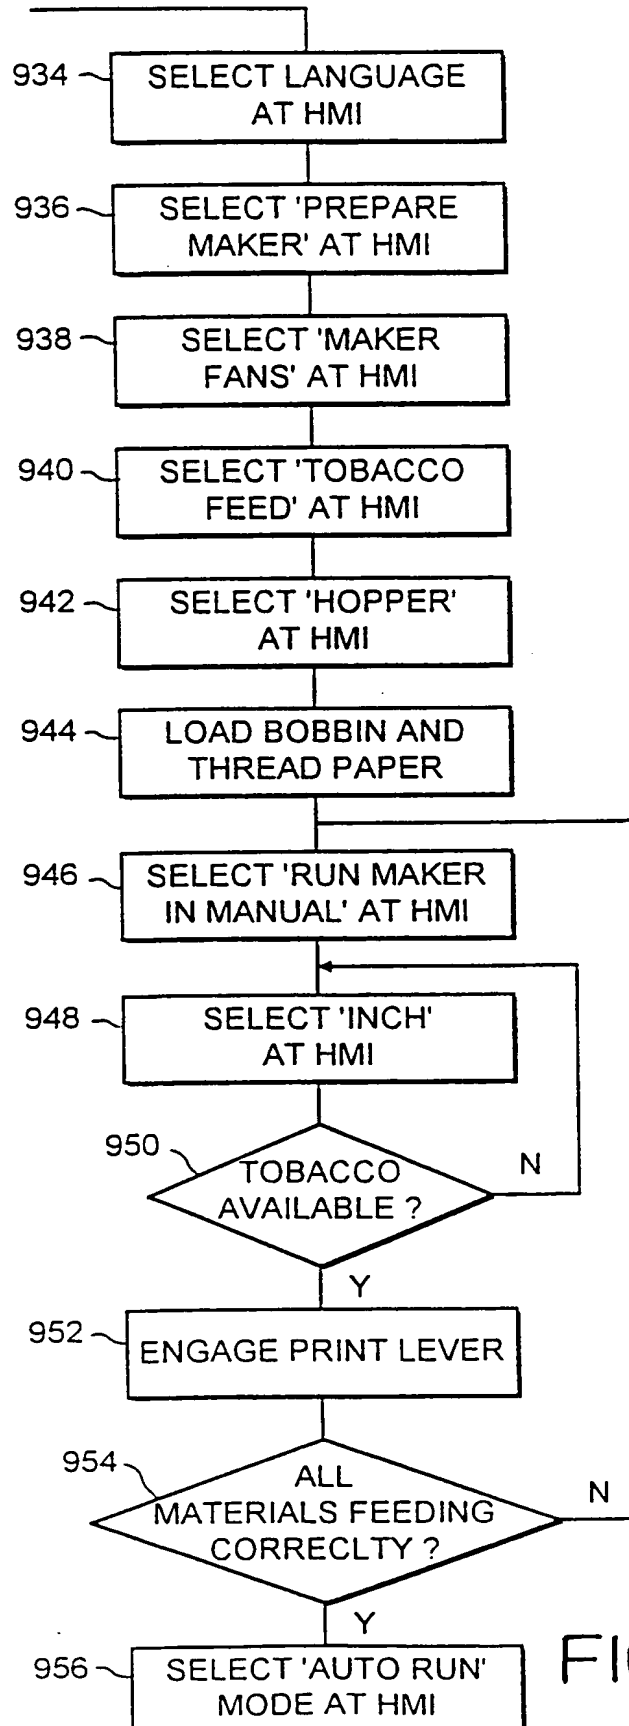 934
SELECT LANGUAGE
AT HMI
936
SELECT 'PREPARE
MAKER' AT HMI
938
SELECT 'MAKER
FANS' AT HMI
940
SELECT 'TOBACCO
FEED' AT HMI
942
SELECT 'HOPPER'
AT HMI
944
LOAD BOBBIN AND
THREAD PAPER
946
SELECT 'RUN MAKER
IN MANUAL' AT HMI
948
SELECT 'INCH'
AT HMI
950
TOBACCO
AVAILABLE ?
N
Y
952
ENGAGE PRINT LEVER
954
ALL
MATERIALS FEEDING
CORRECLTY ?
N
Y
956
SELECT 'AUTO RUN'
MODE AT HMI